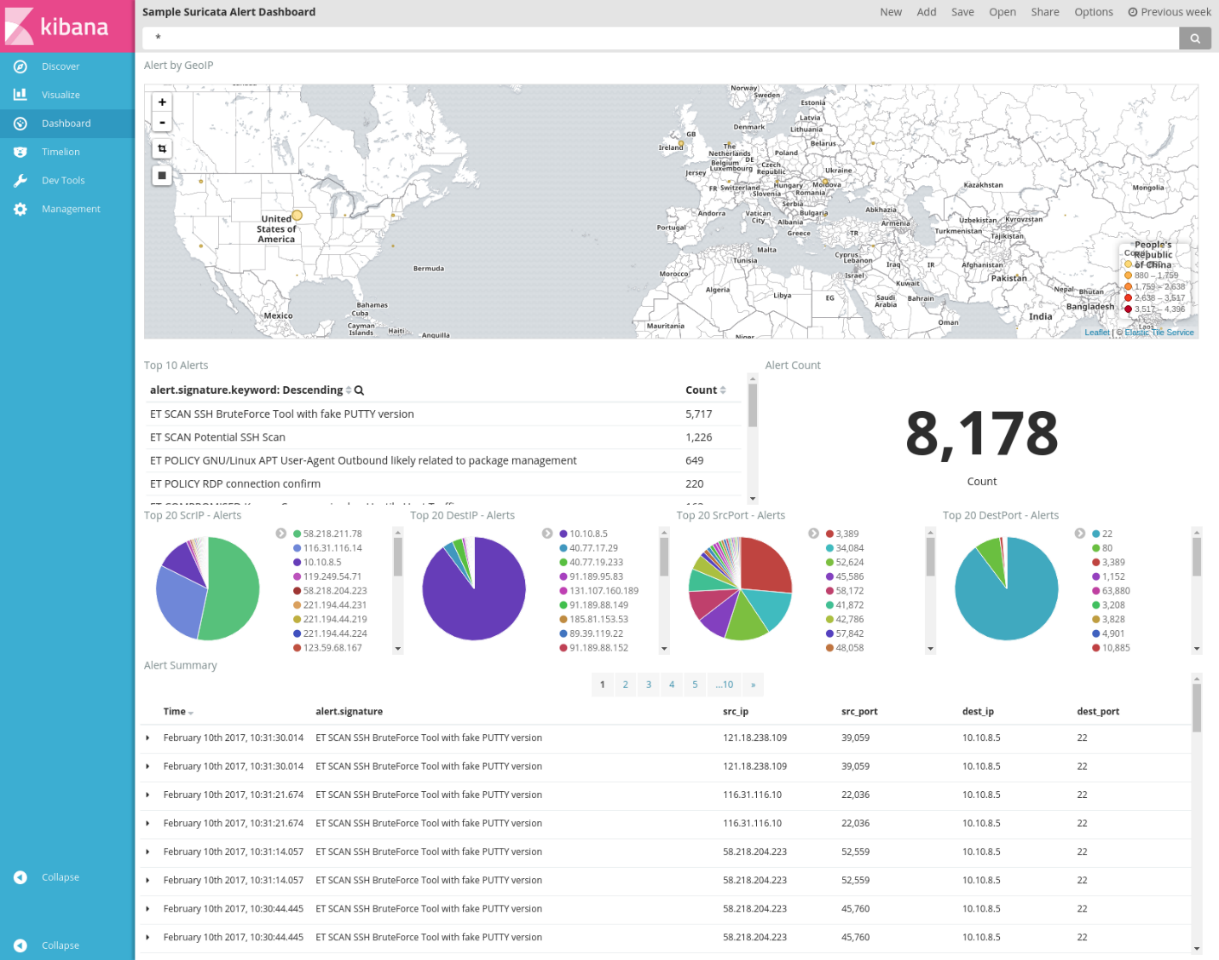 kibana
Discover
Visualize
Dashboard
Timelion
Dev Tools
Management
Collapse
Collapse
Sample Suricata Alert Dashboard
New Add Save Open Share Options Previous week
*
Alert by GeoIP
+
-
Norway
Sweden
Estonia
Latvia
Denmark
Lithuania
GB
Ireland
The Netherlands
Belarus
Poland
Belgium
DE
Luxembourg
Czech Republic
Jersey
Ukraine
FR
Switzerland
Hungary
Moldova
Slovenia
Romania
Kazakhstan
Mongolia
Serbia
Andorra
Vatican City
Bulgaria
Albania
Abkhazia
Uzbekistan
Kyrgyzstan
Portugal
Greece
TR
Armenia
Turkmenistan
Tajikistan
United States of America
Malta
Tunisia
Cyprus
Lebanon
Israel
Iraq
IR
Afghanistan
People's Republic of China
Bermuda
Morocco
Algeria
Libya
EG
Kuwait
Saudi Arabia
Bahrain
Pakistan
Nepal
Bhutan
Bangladesh
India
Oman
Bahamas
Cuba
Mexico
Cayman Islands
Haiti
Anguilla
Mauritania
Niger
880 – 1,759
1,759 – 2,638
2,638 – 3,517
3,517 – 4,396
Leaflet | © Elastic Tile Service
Top 10 Alerts
alert.signature.keyword: Descending Count
ET SCAN SSH BruteForce Tool with fake PUTTY version 5,717
ET SCAN Potential SSH Scan 1,226
ET POLICY GNU/Linux APT User-Agent Outbound likely related to package management 649
ET POLICY RDP connection confirm 220
Alert Count
8,178
Count
Top 20 ScrIP - Alerts
58.218.211.78
116.31.116.14
10.10.8.5
119.249.54.71
58.218.204.223
221.194.44.231
221.194.44.219
221.194.44.224
123.59.68.167
Top 20 DestIP - Alerts
10.10.8.5
40.77.17.29
40.77.19.233
91.189.95.83
131.107.160.189
91.189.88.149
185.81.153.53
89.39.119.22
91.189.88.152
Top 20 SrcPort - Alerts
3,389
34,084
52,624
45,586
58,172
41,872
42,786
57,842
48,058
Top 20 DestPort - Alerts
22
80
3,389
1,152
63,880
3,208
3,828
4,901
10,885
Alert Summary
1 2 3 4 5 ...10 »
Time alert.signature src_ip src_port dest_ip dest_port
February 10th 2017, 10:31:30.014 ET SCAN SSH BruteForce Tool with fake PUTTY version 121.18.238.109 39,059 10.10.8.5 22
February 10th 2017, 10:31:30.014 ET SCAN SSH BruteForce Tool with fake PUTTY version 121.18.238.109 39,059 10.10.8.5 22
February 10th 2017, 10:31:21.674 ET SCAN SSH BruteForce Tool with fake PUTTY version 116.31.116.10 22,036 10.10.8.5 22
February 10th 2017, 10:31:21.674 ET SCAN SSH BruteForce Tool with fake PUTTY version 116.31.116.10 22,036 10.10.8.5 22
February 10th 2017, 10:31:14.057 ET SCAN SSH BruteForce Tool with fake PUTTY version 58.218.204.223 52,559 10.10.8.5 22
February 10th 2017, 10:31:14.057 ET SCAN SSH BruteForce Tool with fake PUTTY version 58.218.204.223 52,559 10.10.8.5 22
February 10th 2017, 10:30:44.445 ET SCAN SSH BruteForce Tool with fake PUTTY version 58.218.204.223 45,760 10.10.8.5 22
February 10th 2017, 10:30:44.445 ET SCAN SSH BruteForce Tool with fake PUTTY version 58.218.204.223 45,760 10.10.8.5 22